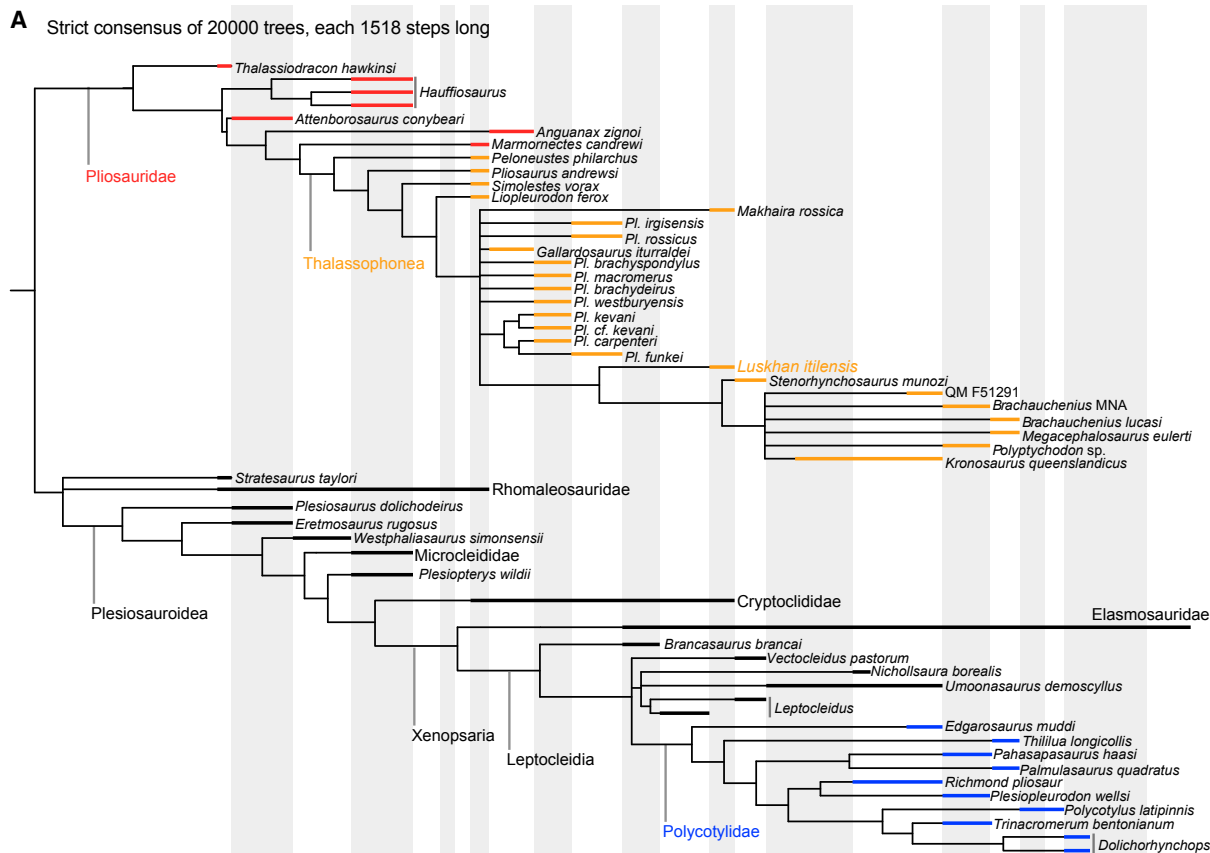 A
Strict consensus of 20000 trees, each 1518 steps long
Thalassiodracon hawkinsi
Hauffiosaurus
Attenborosaurus conybeari
Anguanax zignoi
Marmornectes candrewi
Peloneustes philarchus
Pliosauridae
Pliosaurus andrewsi
Simolestes vorax
Liopleurodon ferox
Makhaira rossica
Pl. irgisensis
Pl. rossicus
Gallardosaurus iturraldei
Thalassophonea
Pl. brachyspondylus
Pl. macromerus
Pl. brachydeirus
Pl. westburyensis
Pl. kevani
Pl. cf. kevani
Pl. carpenteri
Pl. funkei
Luskhan itilensis
Stenorhynchosaurus munozi
QM F51291
Brachauchenius MNA
Brachauchenius lucasi
Megacephalosaurus eulerti
Polyptychodon sp.
Kronosaurus queenslandicus
Stratesaurus taylori
Rhomaleosauridae
Plesiosaurus dolichodeirus
Eretmosaurus rugosus
Westphaliasaurus simonsensii
Microcleididae
Plesiopterys wildii
Cryptoclididae
Plesiosauroidea
Elasmosauridae
Brancasaurus brancai
Vectocleidus pastorum
Nichollsaura borealis
Umoonasaurus demoscyllus
Leptocleidus
Edgarosaurus muddi
Xenopsaria
Thililua longicollis
Leptocleidia
Pahasapasaurus haasi
Palmulasaurus quadratus
Richmond pliosaur
Plesiopleurodon wellsi
Polycotylus latipinnis
Trinacromerum bentonianum
Polycotylidae
Dolichorhynchops